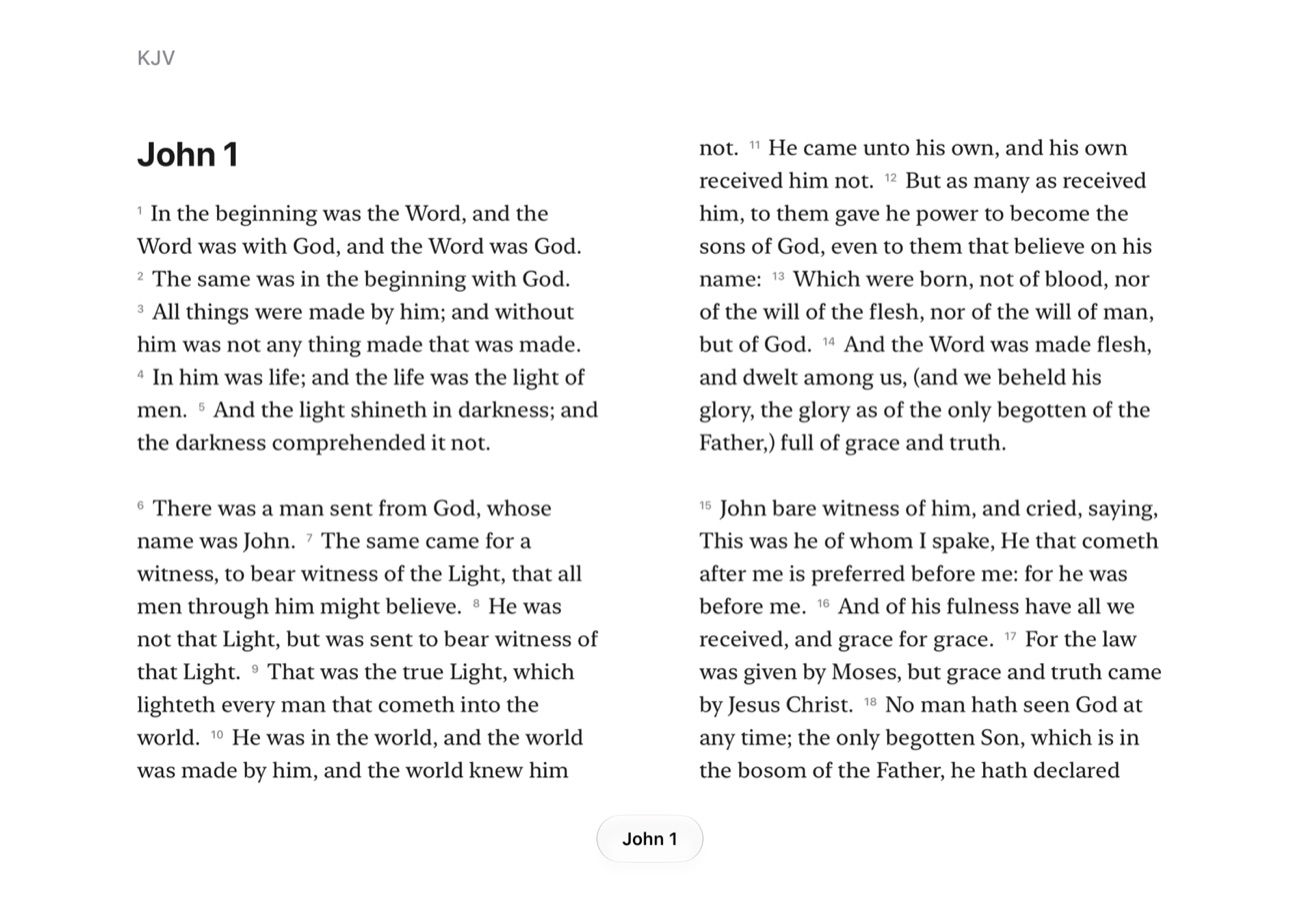 KJV
John 1
1 In the beginning was the Word, and the
Word was with God, and the Word was God.
2 The same was in the beginning with God.
3 All things were made by him; and without
him was not any thing made that was made.
4 In him was life; and the life was the light of
men. 5 And the light shineth in darkness; and
the darkness comprehended it not.
6 There was a man sent from God, whose
name was John. 7 The same came for a
witness, to bear witness of the Light, that all
men through him might believe. 8 He was
not that Light, but was sent to bear witness of
that Light. 9 That was the true Light, which
lighteth every man that cometh into the
world. 10 He was in the world, and the world
was made by him, and the world knew him
not. 11 He came unto his own, and his own
received him not. 12 But as many as received
him, to them gave he power to become the
sons of God, even to them that believe on his
name: 13 Which were born, not of blood, nor
of the will of the flesh, nor of the will of man,
but of God. 14 And the Word was made flesh,
and dwelt among us, (and we beheld his
glory, the glory as of the only begotten of the
Father,) full of grace and truth.
15 John bare witness of him, and cried, saying,
This was he of whom I spake, He that cometh
after me is preferred before me: for he was
before me. 16 And of his fulness have all we
received, and grace for grace. 17 For the law
was given by Moses, but grace and truth came
by Jesus Christ. 18 No man hath seen God at
any time; the only begotten Son, which is in
the bosom of the Father, he hath declared
John 1